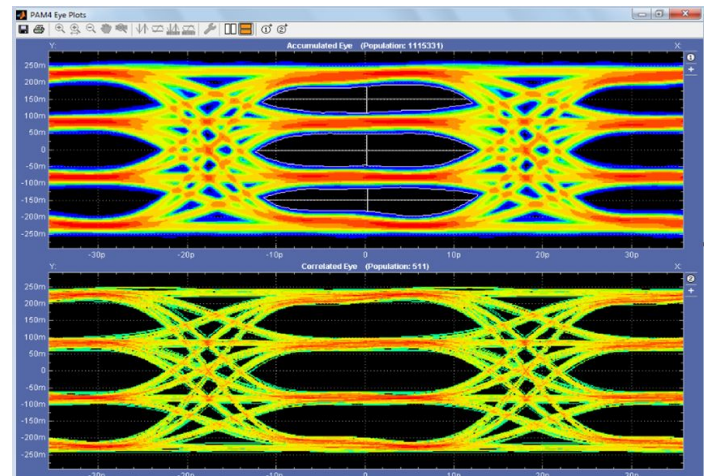 PAM4 Eye Plots
Y: Accumulated Eye (Population: 1115331) X:
250m
200m
150m
100m
50m
0
-50m
-100m
-150m
-200m
-250m
-30p -20p -10p 0 10p 20p 30p
Y: Correlated Eye (Population: 511) X:
250m
200m
150m
100m
50m
0
-50m
-100m
-150m
-200m
-250m
-30p -20p -10p 0 10p 20p 30p
1
2